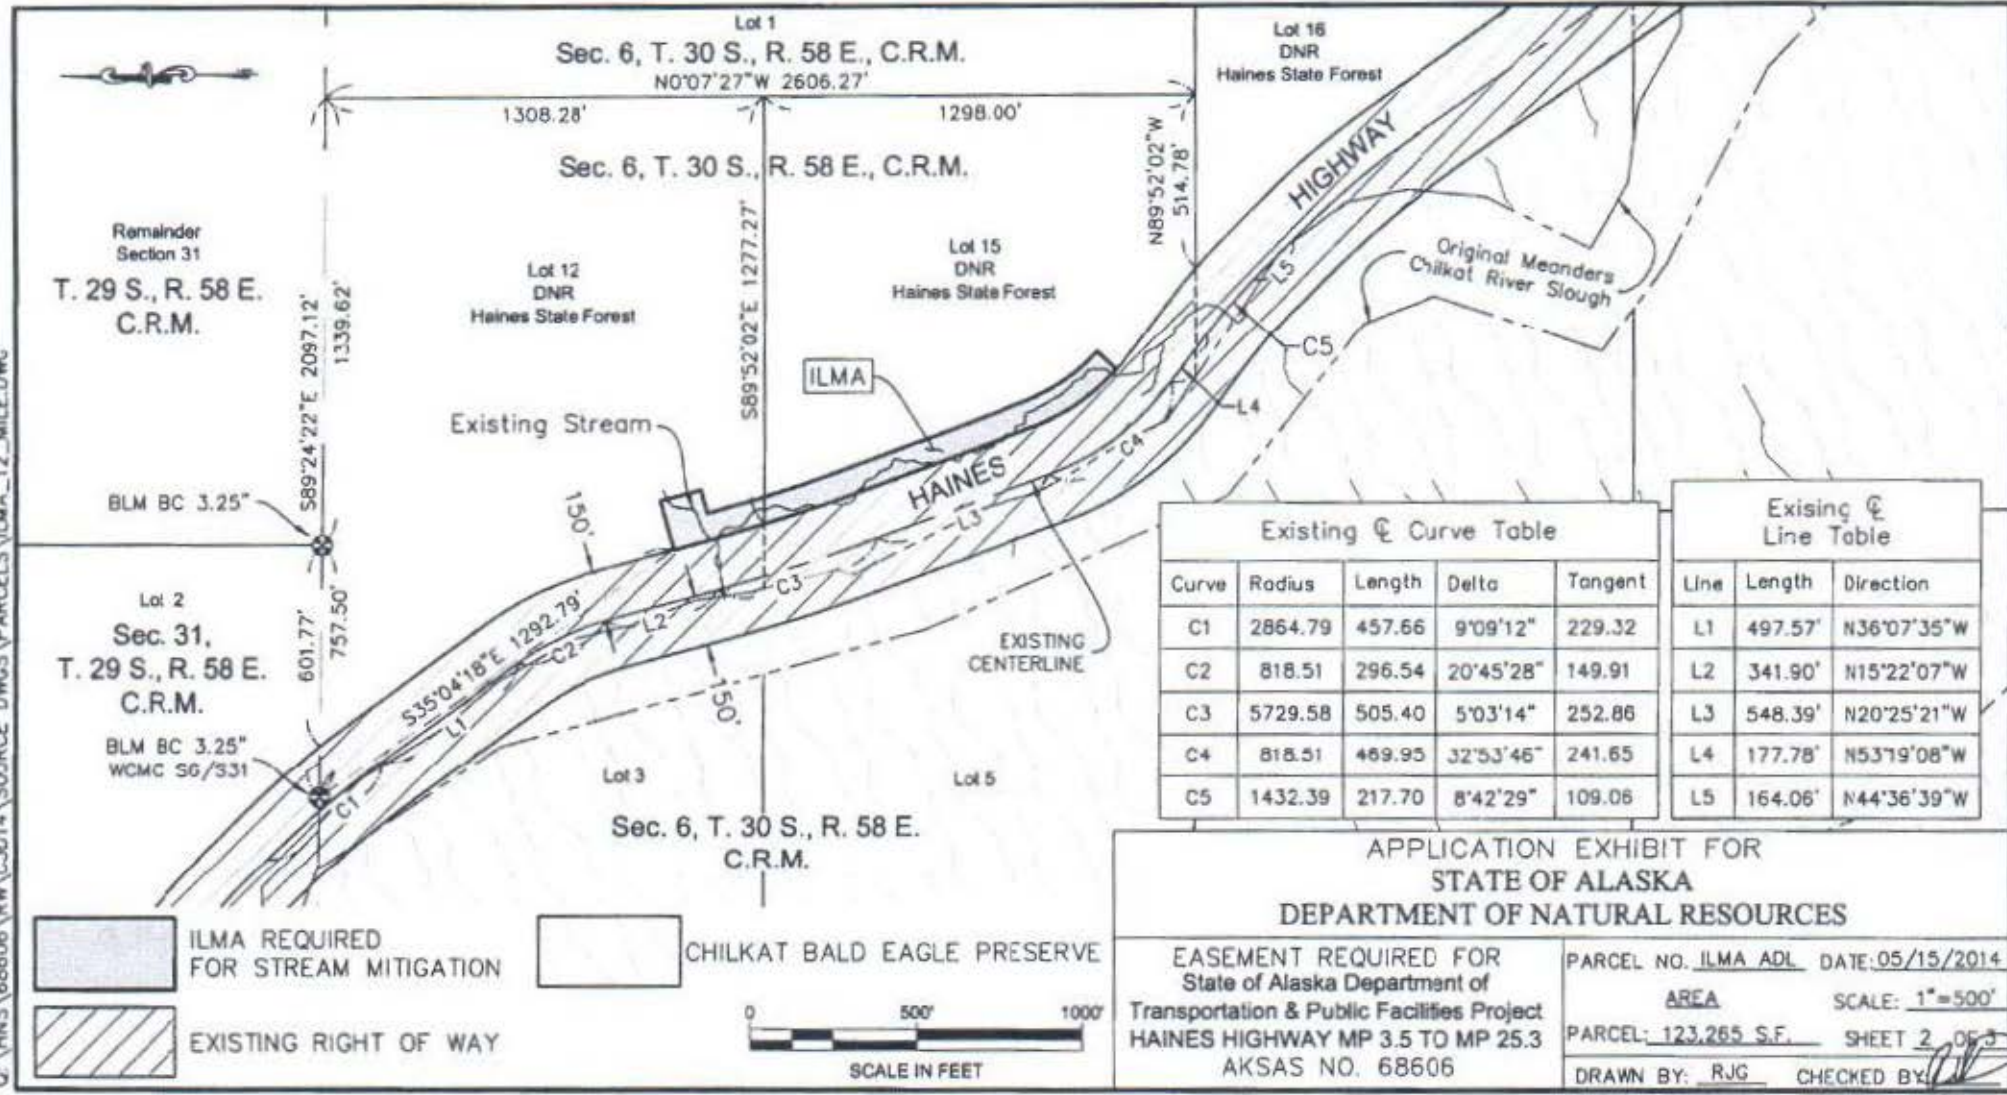 Lot 1
Sec. 6, T. 30 S., R. 58 E., C.R.M.
N0°07'27"W 2606.27'
1308.28'
1298.00'
Sec. 6, T. 30 S., R. 58 E., C.R.M.
Lot 16
DNR
Haines State Forest
HIGHWAY
N89°52'02"W
514.78'
Remainder
Section 31
T. 29 S., R. 58 E.
C.R.M.
S89°24'22"E 2097.12'
1339.62'
Lot 12
DNR
Haines State Forest
S89°52'02"E 1277.27'
Lot 15
DNR
Haines State Forest
Original Meanders
Chilkat River Slough
L5
C5
L4
ILMA
Existing Stream
C4
HAINES
L3
150'
BLM BC 3.25"
C3
L2
C2
S35°04'18"E 1292.79'
L1
EXISTING
CENTERLINE
150'
Lot 2
Sec. 31,
T. 29 S., R. 58 E.
C.R.M.
601.77'
757.50'
BLM BC 3.25"
WCMC S6/S31
C1
Lot 3
Lot 5
Sec. 6, T. 30 S., R. 58 E.
C.R.M.
Existing ℄ Curve Table
Curve Radius Length Delta Tangent
C1 2864.79 457.66 9°09'12" 229.32
C2 818.51 296.54 20°45'28" 149.91
C3 5729.58 505.40 5°03'14" 252.86
C4 818.51 469.95 32°53'46" 241.65
C5 1432.39 217.70 8°42'29" 109.06
Exising ℄
Line Table
Line Length Direction
L1 497.57' N36°07'35"W
L2 341.90' N15°22'07"W
L3 548.39' N20°25'21"W
L4 177.78' N53°19'08"W
L5 164.06' N44°36'39"W
ILMA REQUIRED
FOR STREAM MITIGATION
CHILKAT BALD EAGLE PRESERVE
EXISTING RIGHT OF WAY
0 500' 1000'
SCALE IN FEET
APPLICATION EXHIBIT FOR
STATE OF ALASKA
DEPARTMENT OF NATURAL RESOURCES
EASEMENT REQUIRED FOR
State of Alaska Department of
Transportation & Public Facilities Project
HAINES HIGHWAY MP 3.5 TO MP 25.3
AKSAS NO. 68606
PARCEL NO. ILMA ADL DATE: 05/15/2014
AREA SCALE: 1"=500'
PARCEL: 123,265 S.F. SHEET 2 OF 3
DRAWN BY: RJG CHECKED BY: